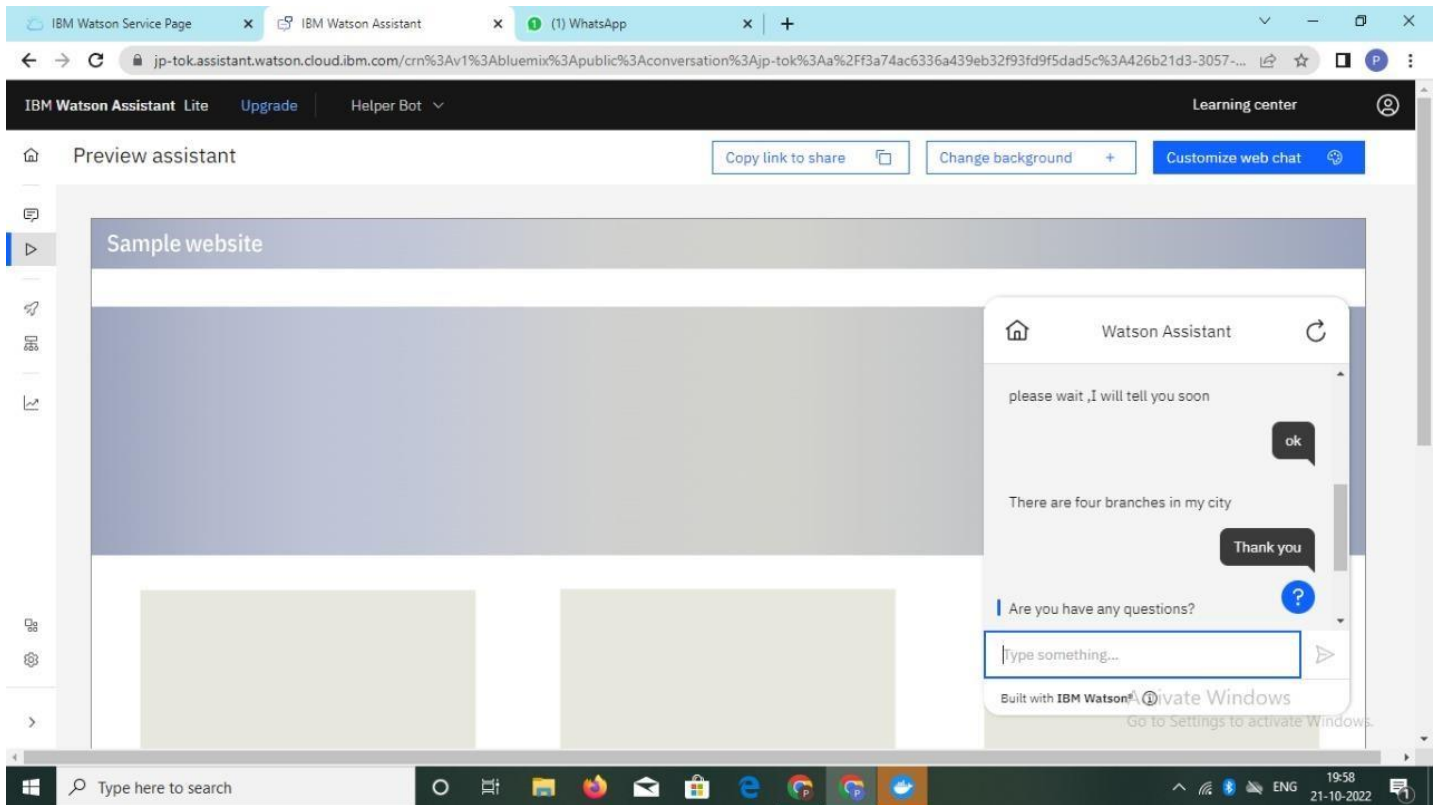 IBM Watson Service Page
IBM Watson Assistant
(1) WhatsApp
jp-tok.assistant.watson.cloud.ibm.com/crn%3Av1%3Abluemix%3Apublic%3Aconversation%3Ajp-tok%3Aa%2Ff3a74ac6336a439eb32f93fd9f5dad5c%3A426b21d3-3057-...
P
IBM Watson Assistant Lite Upgrade Helper Bot Learning center
Preview assistant
Copy link to share
Change background +
Customize web chat
Sample website
Watson Assistant
please wait ,I will tell you soon
ok
There are four branches in my city
Thank you
Are you have any questions?
?
Type something...
Built with IBM Watson®
Activate Windows
Go to Settings to activate Windows.
Type here to search
ENG
19:58
21-10-2022
1